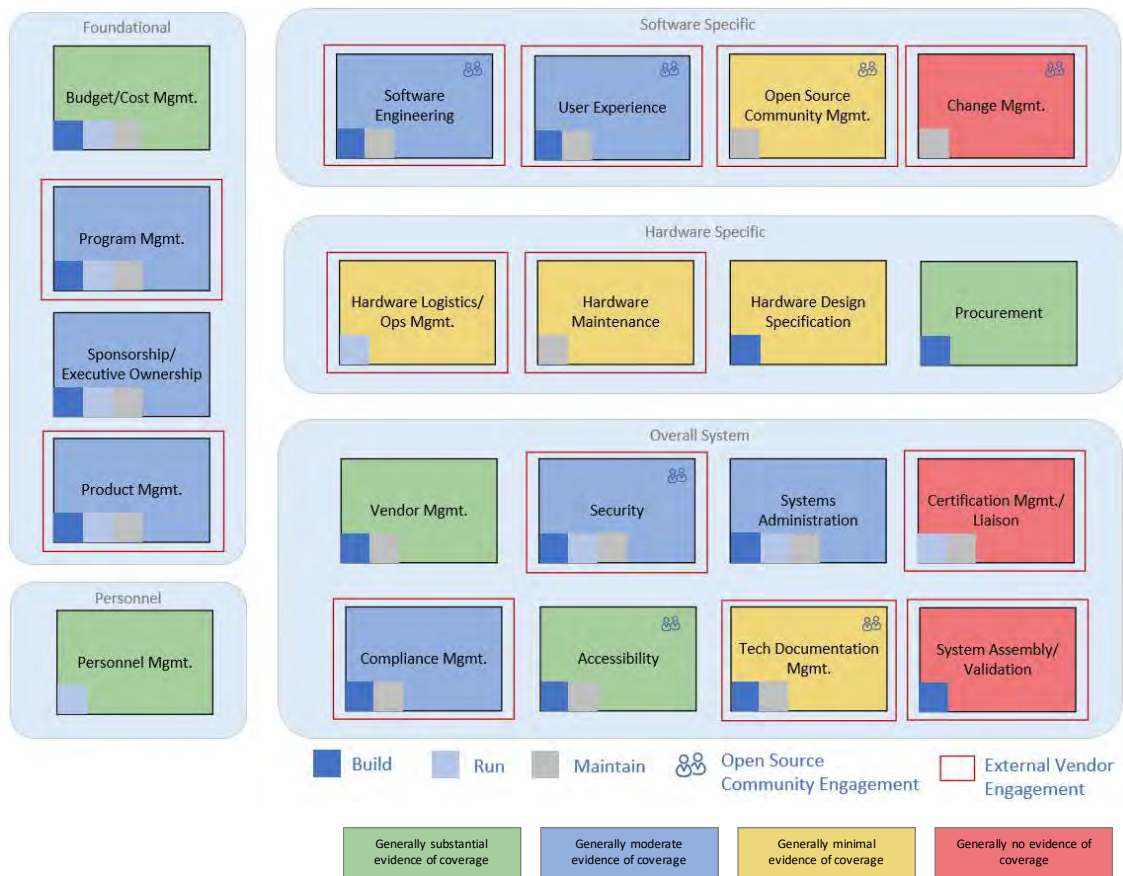 Foundational
Budget/Cost Mgmt.
Program Mgmt.
Sponsorship/
Executive Ownership
Product Mgmt.
Personnel
Personnel Mgmt.
Software Specific
Software
Engineering
User Experience
Open Source
Community Mgmt.
Change Mgmt.
Hardware Specific
Hardware Logistics/
Ops Mgmt.
Hardware
Maintenance
Hardware Design
Specification
Procurement
Overall System
Vendor Mgmt.
Security
Systems
Administration
Certification Mgmt./
Liaison
Compliance Mgmt.
Accessibility
Tech Documentation
Mgmt.
System Assembly/
Validation
Build
Run
Maintain
Open Source
Community Engagement
External Vendor
Engagement
Generally substantial
evidence of coverage
Generally moderate
evidence of coverage
Generally minimal
evidence of coverage
Generally no evidence of
coverage